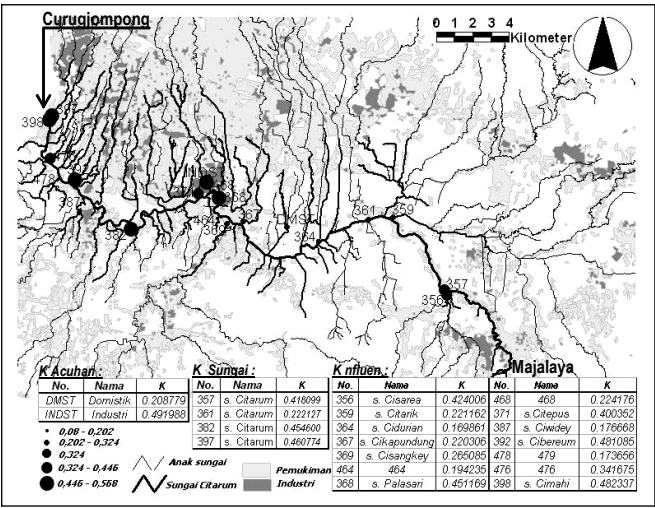 Curugjompong
0 1 2 3 4
Kilometer
398
478
387
382
464
369
367
DMST
364
361
359
357
356
Majalaya
K Acuhan :
No. Nama K
DMST Domistik 0.208779
INDST Industri 0.491988
0,08 - 0,202
0,202 - 0,324
0,324
0,324 - 0,446
0,446 - 0,568
K Sungai :
No. Nama K
357 s. Citarum 0.418099
361 s. Citarum 0.222127
382 s. Citarum 0.454600
397 s. Citarum 0.460774
Anak sungai
Sungai Citarum
Pemukiman
Industri
K nfluen.:
No. Nama K No. Nama K
356 s. Cisarea 0.424006 468 468 0.224176
359 s. Citarik 0.221162 371 s.Citepus 0.400352
364 s. Cidurian 0.169861 387 s. Ciwidey 0.176668
367 s. Cikapundung 0.220306 392 s. Cibereum 0.481085
369 s. Cisangkey 0.265085 478 479 0.173656
464 464 0.194235 476 476 0.341675
368 s. Palasari 0.451169 398 s. Cimahi 0.482337